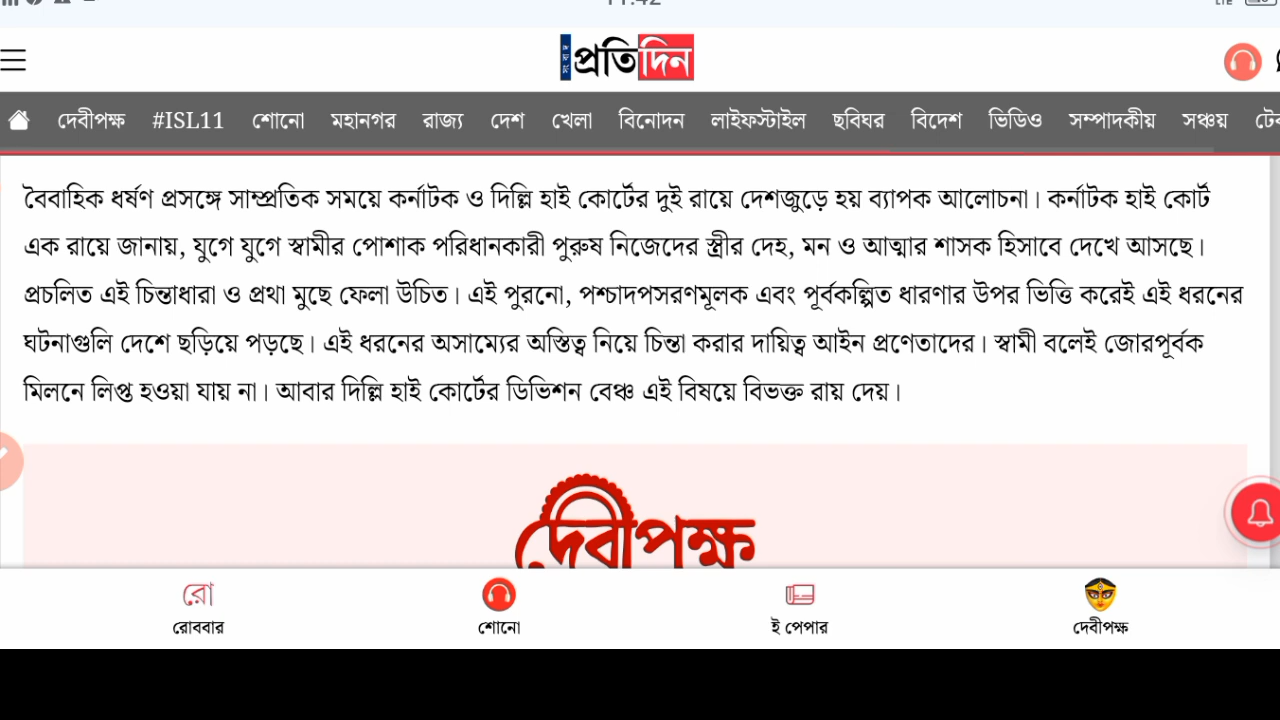 সংবাদ প্রতিদিন
দেবীপক্ষ #ISL11 শোনো মহানগর রাজ্য দেশ খেলা বিনোদন লাইফস্টাইল ছবিঘর বিদেশ ভিডিও সম্পাদকীয় সঞ্চয়
বৈবাহিক ধর্ষণ প্রসঙ্গে সাম্প্রতিক সময়ে কর্নাটক ও দিল্লি হাই কোর্টের দুই রায়ে দেশজুড়ে হয় ব্যাপক আলোচনা। কর্নাটক হাই কোর্ট
এক রায়ে জানায়, যুগে যুগে স্বামীর পোশাক পরিধানকারী পুরুষ নিজেদের স্ত্রীর দেহ, মন ও আত্মার শাসক হিসাবে দেখে আসছে।
প্রচলিত এই চিন্তাধারা ও প্রথা মুছে ফেলা উচিত। এই পুরনো, পশ্চাদপসরণমূলক এবং পূর্বকল্পিত ধারণার উপর ভিত্তি করেই এই ধরনের
ঘটনাগুলি দেশে ছড়িয়ে পড়ছে। এই ধরনের অসাম্যের অস্তিত্ব নিয়ে চিন্তা করার দায়িত্ব আইন প্রণেতাদের। স্বামী বলেই জোরপূর্বক
মিলনে লিপ্ত হওয়া যায় না। আবার দিল্লি হাই কোর্টের ডিভিশন বেঞ্চ এই বিষয়ে বিভক্ত রায় দেয়।
দেবীপক্ষ
রো
রোববার শোনো ই পেপার দেবীপক্ষ